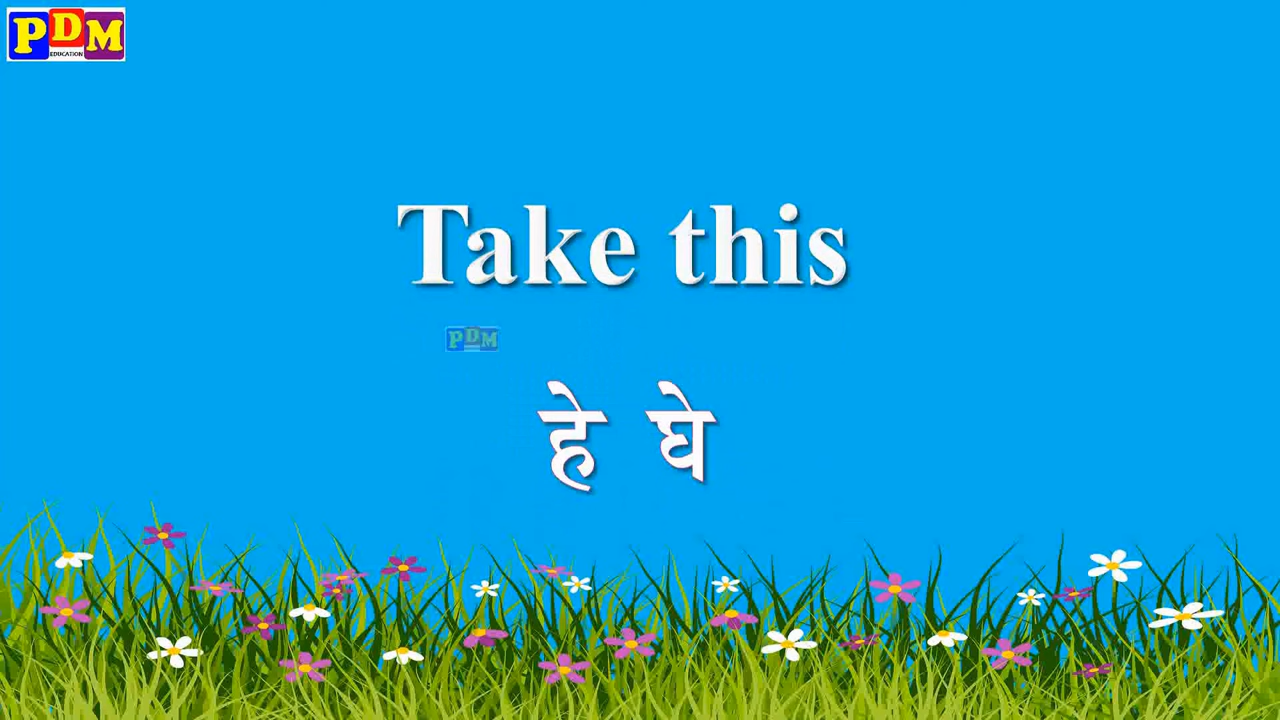 PDM
EDUCATION
Take this
PDM
हे घे